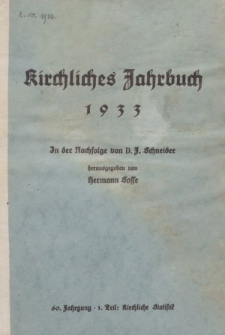 Kirchliches Jahrbuch
1933
In der Nachfolge von D. J. Schneider
herausgegeben von
Hermann Sasse
60. Jahrgang · 1. Teil: Kirchliche Statistik